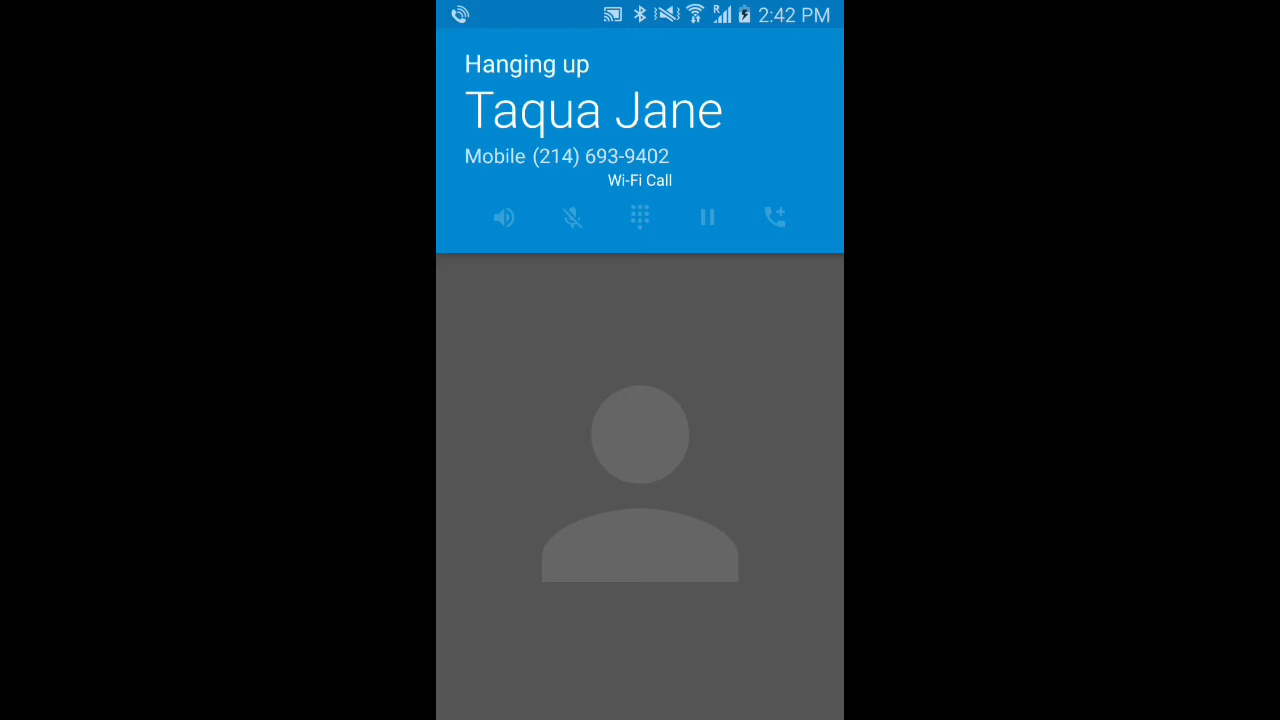 R 2:42 PM
Hanging up
Taqua Jane
Mobile (214) 693-9402
Wi-Fi Call